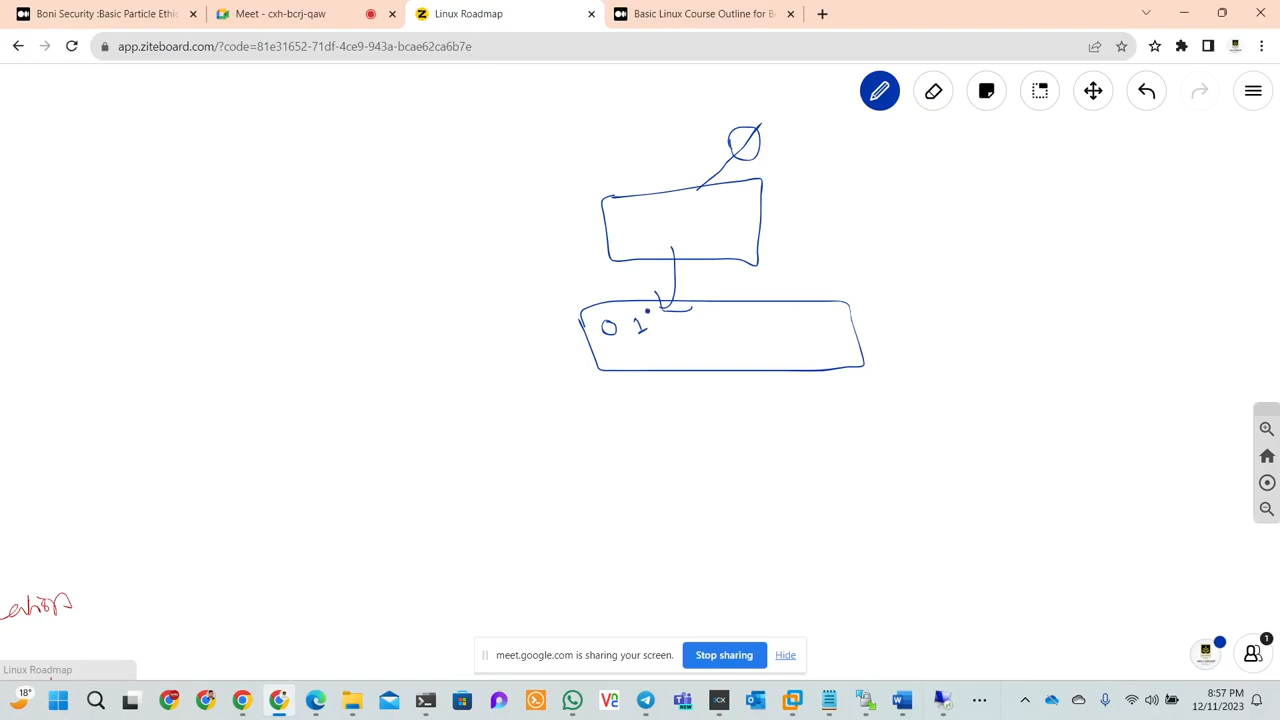 Boni Security :Basic Particle Ethic
Meet - cxh-bcrj-qaw
Linux Roadmap
Basic Linux Course Outline for B
app.ziteboard.com/?code=81e31652-71df-4ce9-943a-bcae62ca6b7e
0 1
meet.google.com is sharing your screen.
Stop sharing
Hide
1
Linux Roadmap
18°
8:57 PM
12/11/2023